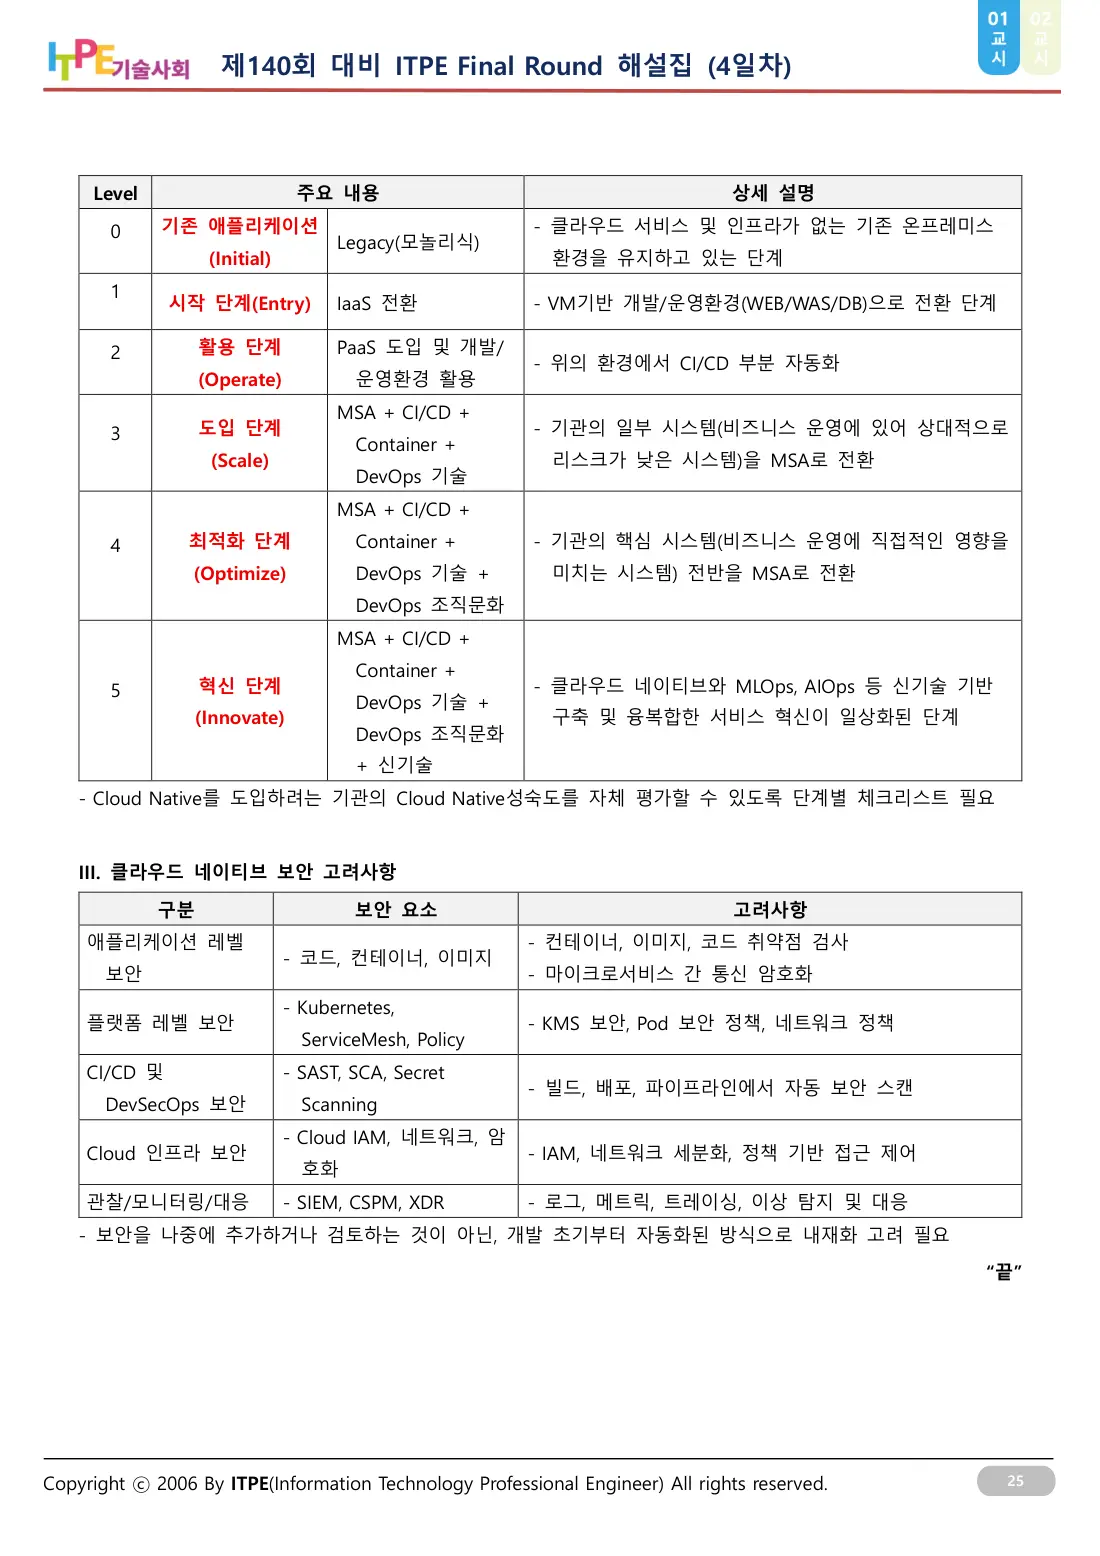 ITPE기술사회 제140회 대비 ITPE Final Round 해설집 (4일차)
01
교
시
02
교
시
Level 주요 내용 상세 설명
0
기존 애플리케이션
(Initial)
Legacy(모놀리식)
- 클라우드 서비스 및 인프라가 없는 기존 온프레미스
환경을 유지하고 있는 단계
1
시작 단계(Entry)
IaaS 전환
- VM기반 개발/운영환경(WEB/WAS/DB)으로 전환 단계
2
활용 단계
(Operate)
PaaS 도입 및 개발/
운영환경 활용
- 위의 환경에서 CI/CD 부분 자동화
3
도입 단계
(Scale)
MSA + CI/CD +
Container +
DevOps 기술
- 기관의 일부 시스템(비즈니스 운영에 있어 상대적으로
리스크가 낮은 시스템)을 MSA로 전환
4
최적화 단계
(Optimize)
MSA + CI/CD +
Container +
DevOps 기술 +
DevOps 조직문화
- 기관의 핵심 시스템(비즈니스 운영에 직접적인 영향을
미치는 시스템) 전반을 MSA로 전환
5
혁신 단계
(Innovate)
MSA + CI/CD +
Container +
DevOps 기술 +
DevOps 조직문화
+ 신기술
- 클라우드 네이티브와 MLOps, AIOps 등 신기술 기반
구축 및 융복합한 서비스 혁신이 일상화된 단계
- Cloud Native를 도입하려는 기관의 Cloud Native성숙도를 자체 평가할 수 있도록 단계별 체크리스트 필요
III. 클라우드 네이티브 보안 고려사항
구분 보안 요소 고려사항
애플리케이션 레벨
보안
- 코드, 컨테이너, 이미지
- 컨테이너, 이미지, 코드 취약점 검사
- 마이크로서비스 간 통신 암호화
플랫폼 레벨 보안
- Kubernetes,
ServiceMesh, Policy
- KMS 보안, Pod 보안 정책, 네트워크 정책
CI/CD 및
DevSecOps 보안
- SAST, SCA, Secret
Scanning
- 빌드, 배포, 파이프라인에서 자동 보안 스캔
Cloud 인프라 보안
- Cloud IAM, 네트워크, 암
호화
- IAM, 네트워크 세분화, 정책 기반 접근 제어
관찰/모니터링/대응
- SIEM, CSPM, XDR
- 로그, 메트릭, 트레이싱, 이상 탐지 및 대응
- 보안을 나중에 추가하거나 검토하는 것이 아닌, 개발 초기부터 자동화된 방식으로 내재화 고려 필요
“끝”
Copyright ⓒ 2006 By ITPE(Information Technology Professional Engineer) All rights reserved.
25